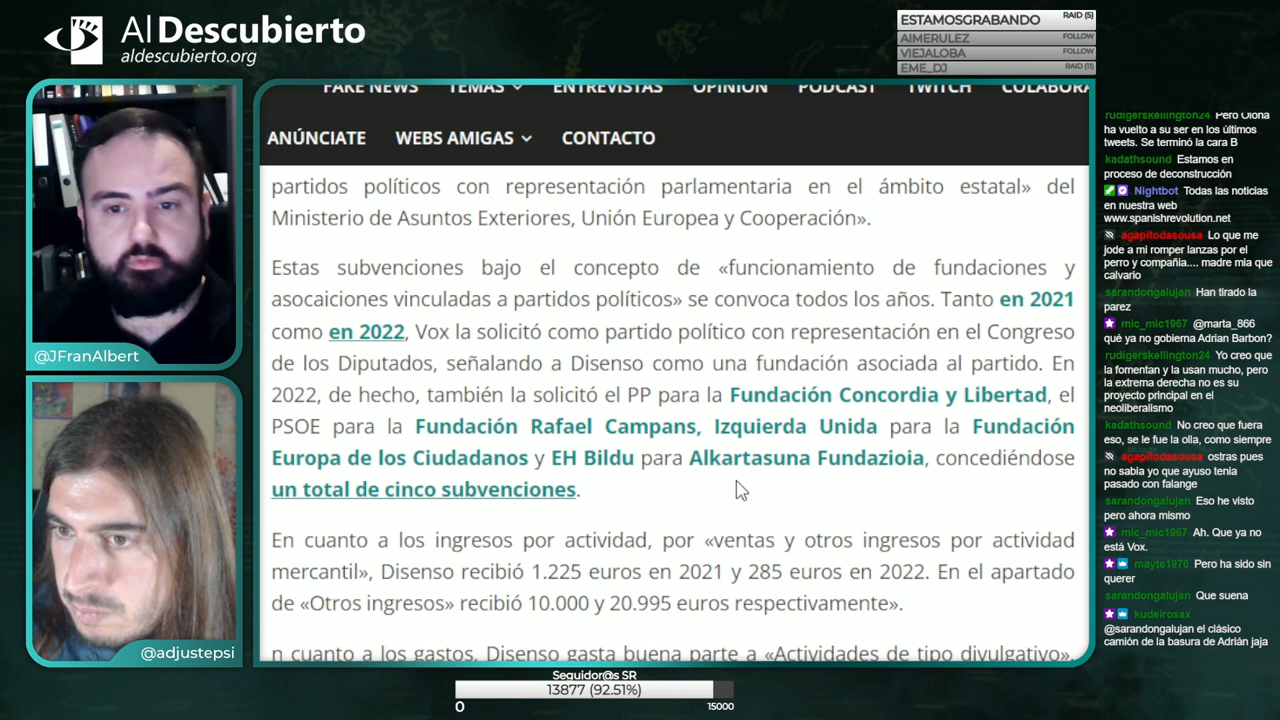 Al Descubierto
aldescubierto.org
ESTAMOSGRABANDO RAID (5)
AIMERULEZ FOLLOW
VIEJALOBA FOLLOW
EME_DJ RAID (11)
@JFranAlbert
@adjustepsi
FAKE NEWS TEMAS ENTREVISTAS OPINIÓN PODCAST TWITCH COLABORA
ANÚNCIATE WEBS AMIGAS CONTACTO
partidos políticos con representación parlamentaria en el ámbito estatal» del
Ministerio de Asuntos Exteriores, Unión Europea y Cooperación».
Estas subvenciones bajo el concepto de «funcionamiento de fundaciones y
asocaiciones vinculadas a partidos políticos» se convoca todos los años. Tanto en 2021
como en 2022, Vox la solicitó como partido político con representación en el Congreso
de los Diputados, señalando a Disenso como una fundación asociada al partido. En
2022, de hecho, también la solicitó el PP para la Fundación Concordia y Libertad, el
PSOE para la Fundación Rafael Campans, Izquierda Unida para la Fundación
Europa de los Ciudadanos y EH Bildu para Alkartasuna Fundazioia, concediéndose
un total de cinco subvenciones.
En cuanto a los ingresos por actividad, por «ventas y otros ingresos por actividad
mercantil», Disenso recibió 1.225 euros en 2021 y 285 euros en 2022. En el apartado
de «Otros ingresos» recibió 10.000 y 20.995 euros respectivamente».
n cuanto a los gastos, Disenso gasta buena parte a «Actividades de tipo divulgativo».
rudigerskellington24 Pero Olona
ha vuelto a su ser en los últimos
tweets. Se terminó la cara B
kadathsound Estamos en
proceso de deconstrucción
Nightbot Todas las noticias
en nuestra web
www.spanishrevolution.net
agapitodasousa Lo que me
jode a mi romper lanzas por el
perro y compañia.... madre mia que
calvario
sarandongalujan Han tirado la
parez
mic_mic1967 @marta_866
qué ya no gobierna Adrian Barbon?
rudigerskellington24 Yo creo que
la fomentan y la usan mucho, pero
la extrema derecha no es su
proyecto principal en el
neoliberalismo
kadathsound No creo que fuera
eso, se le fue la olla, como siempre
agapitodasousa ostras pues
no sabia yo que ayuso tenia
pasado con falange
sarandongalujan Eso he visto
pero ahora mismo
mic_mic1967 Ah. Que ya no
está Vox.
mayte1976 Pero ha sido sin
querer
sarandongalujan Que suena
kudeirosax
@sarandongalujan el clásico
camión de la basura de Adrián jaja
Seguidor@s SR
13877 (92.51%)
0 15000